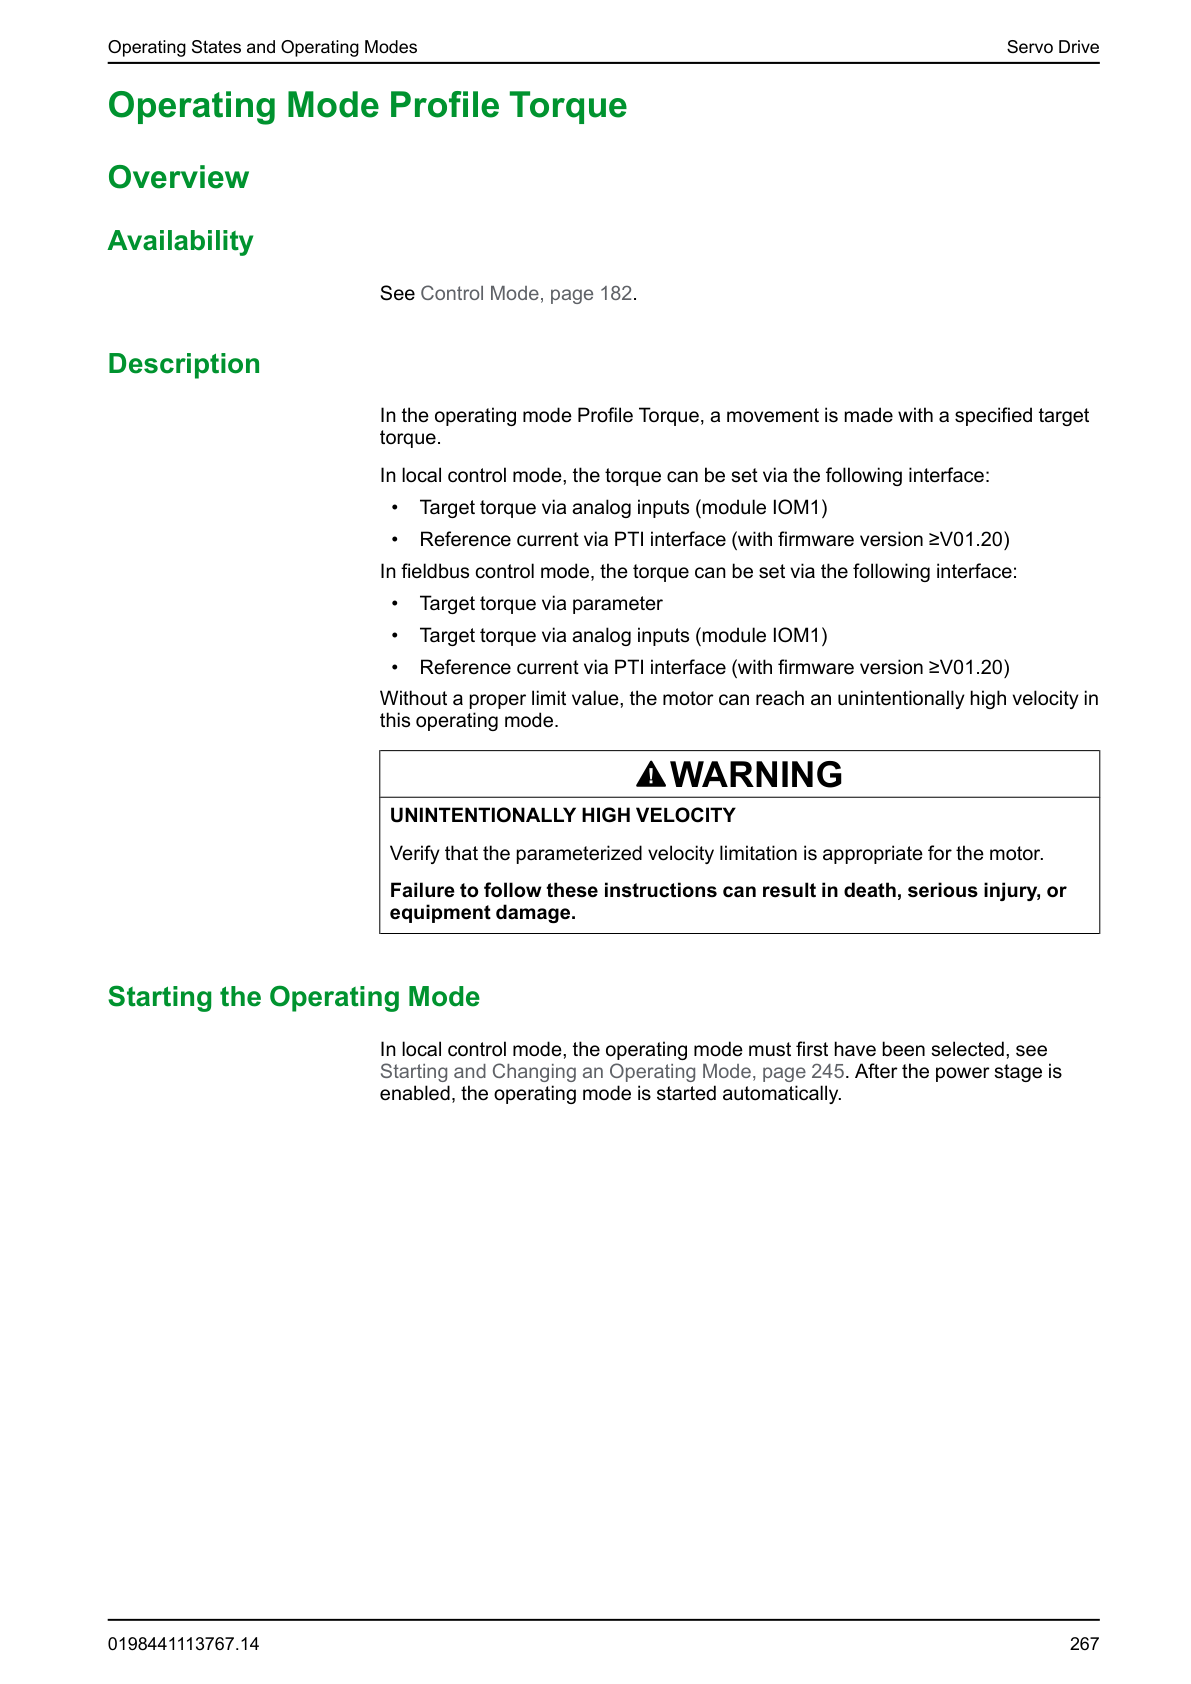 Operating States and Operating Modes
Servo Drive
Operating Mode Profile Torque
Overview
Availability
See Control Mode, page 182.
Description
In the operating mode Profile Torque, a movement is made with a specified target
torque.
In local control mode, the torque can be set via the following interface:
• Target torque via analog inputs (module IOM1)
• Reference current via PTI interface (with firmware version ≥V01.20)
In fieldbus control mode, the torque can be set via the following interface:
• Target torque via parameter
• Target torque via analog inputs (module IOM1)
• Reference current via PTI interface (with firmware version ≥V01.20)
Without a proper limit value, the motor can reach an unintentionally high velocity in
this operating mode.
WARNING
UNINTENTIONALLY HIGH VELOCITY
Verify that the parameterized velocity limitation is appropriate for the motor.
Failure to follow these instructions can result in death, serious injury, or
equipment damage.
Starting the Operating Mode
In local control mode, the operating mode must first have been selected, see
Starting and Changing an Operating Mode, page 245. After the power stage is
enabled, the operating mode is started automatically.
0198441113767.14
267